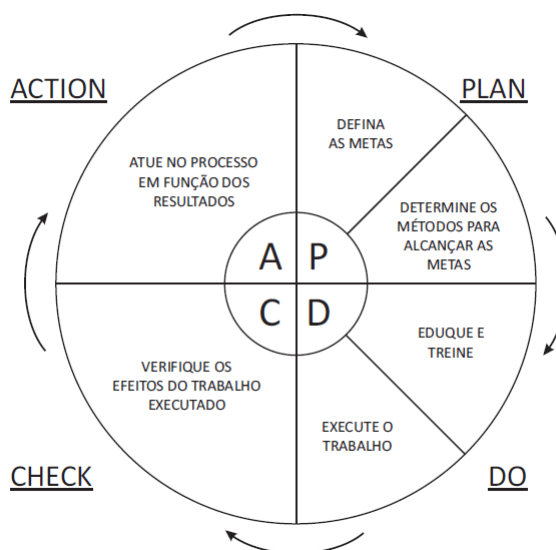 ACTION
PLAN
DEFINA
AS METAS
ATUE NO PROCESSO
EM FUNÇÃO DOS
RESULTADOS
DETERMINE OS
MÉTODOS PARA
ALCANÇAR AS
METAS
A P
C D
EDUQUE E
TREINE
VERIFIQUE OS
EFEITOS DO TRABALHO
EXECUTADO
EXECUTE O
TRABALHO
CHECK
DO